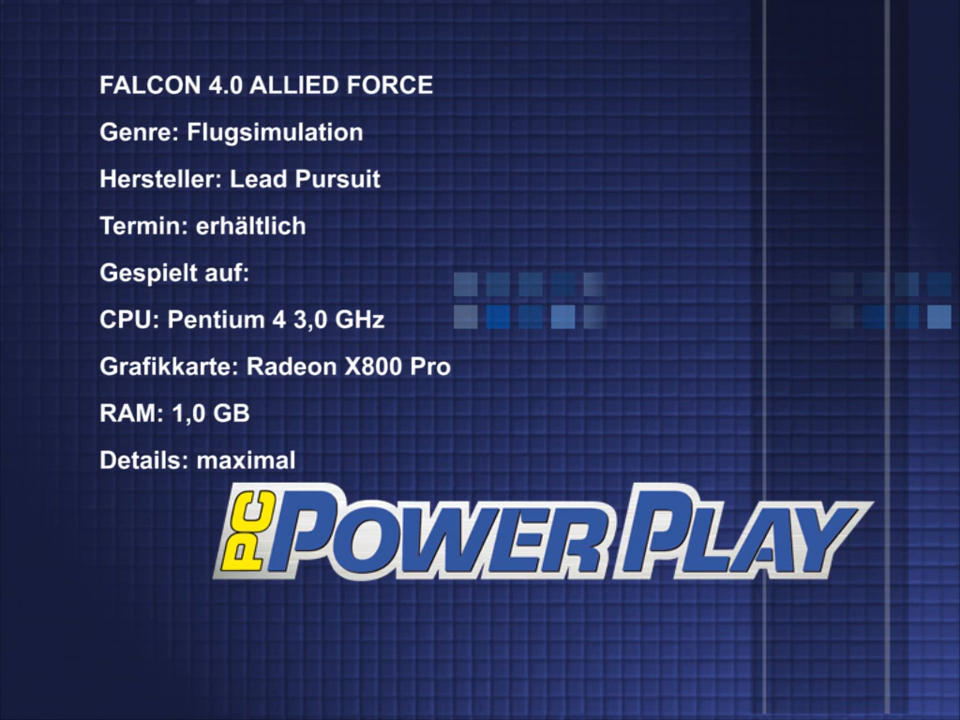 FALCON 4.0 ALLIED FORCE
Genre: Flugsimulation
Hersteller: Lead Pursuit
Termin: erhältlich
Gespielt auf:
CPU: Pentium 4 3,0 GHz
Grafikkarte: Radeon X800 Pro
RAM: 1,0 GB
Details: maximal
PC POWER PLAY